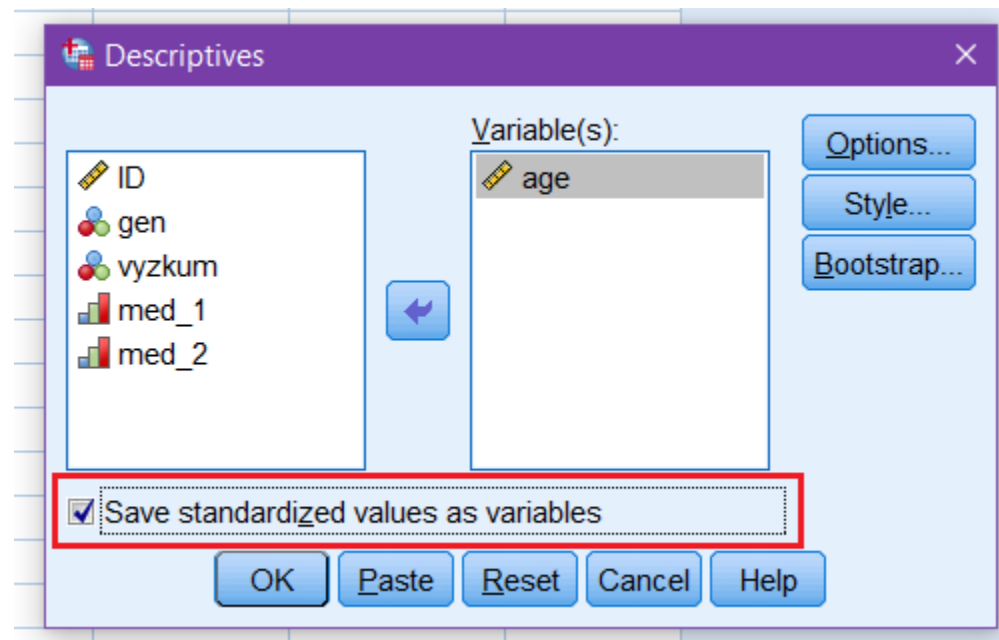 Descriptives
Variable(s):
ID
gen
vyzkum
med_1
med_2
age
Options...
Style...
Bootstrap...
Save standardized values as variables
OK Paste Reset Cancel Help